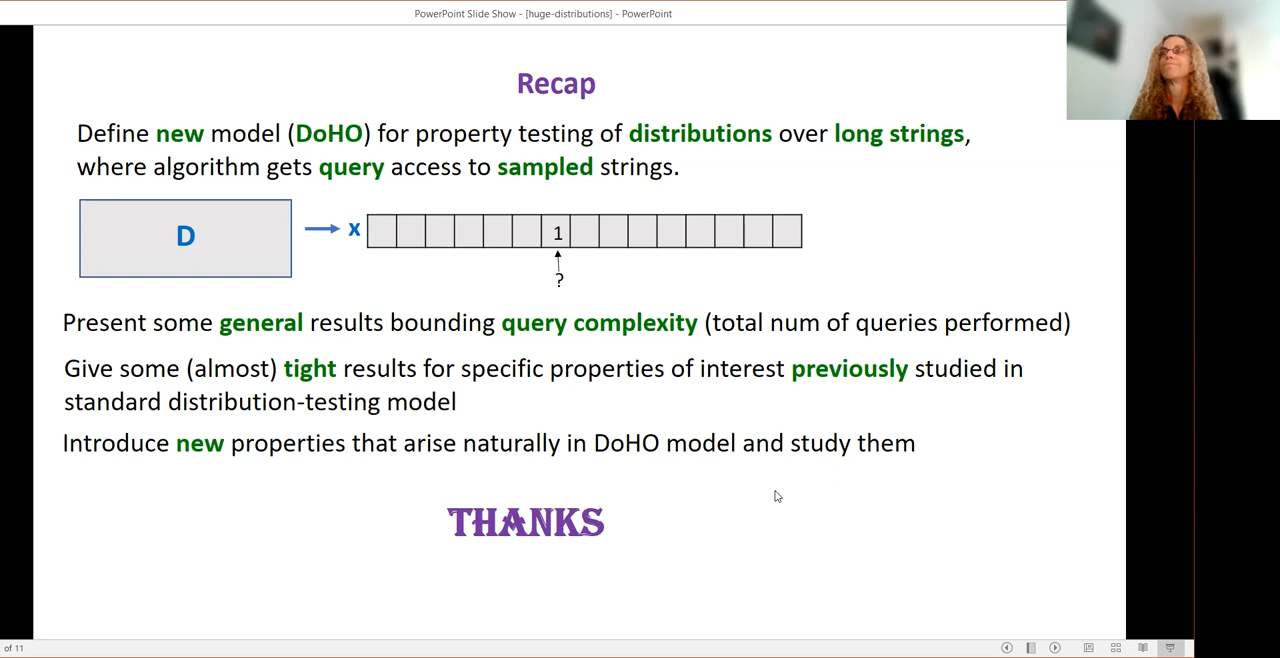 PowerPoint Slide Show - [huge-distributions] - PowerPoint
Recap
Define new model (DoHO) for property testing of distributions over long strings,
where algorithm gets query access to sampled strings.
D
x
1
?
Present some general results bounding query complexity (total num of queries performed)
Give some (almost) tight results for specific properties of interest previously studied in
standard distribution-testing model
Introduce new properties that arise naturally in DoHO model and study them
THANKS
of 11